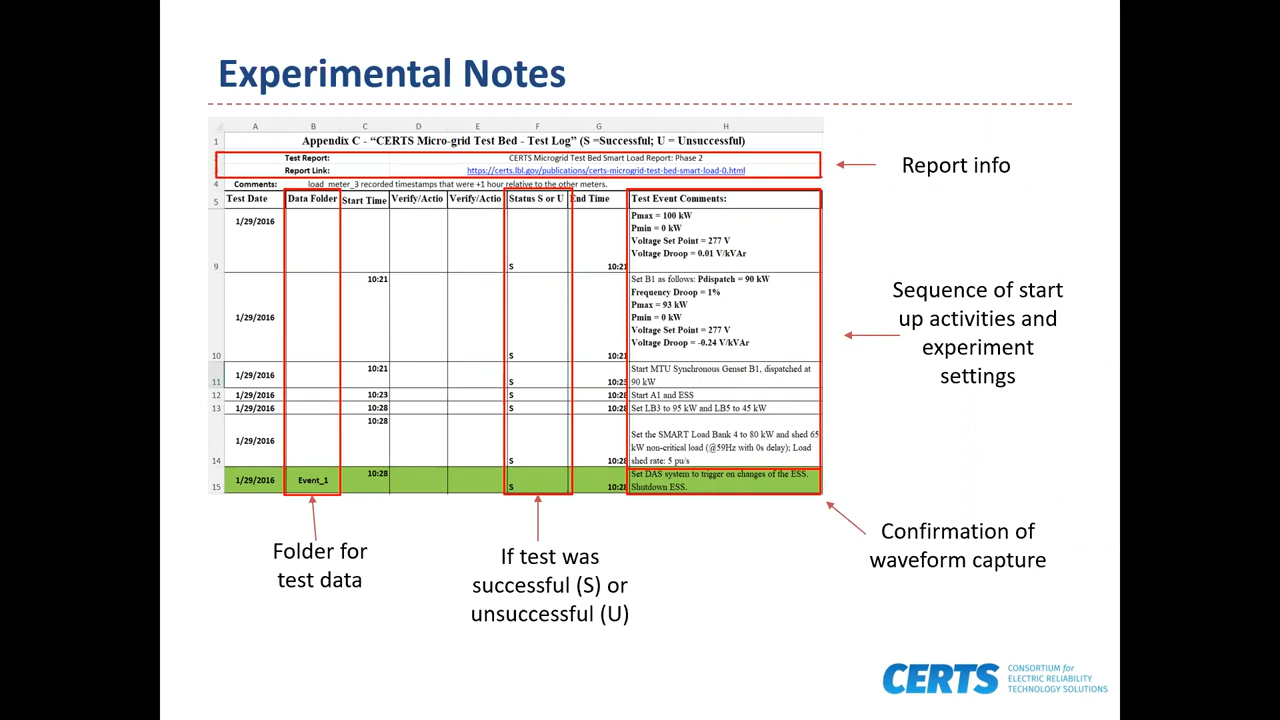 Experimental Notes
A B C D E F G H
1 Appendix C - “CERTS Micro-grid Test Bed - Test Log” (S =Successful; U = Unsuccessful)
Test Report: CERTS Microgrid Test Bed Smart Load Report: Phase 2
Report Link: https://certs.lbl.gov/publications/certs-microgrid-test-bed-smart-load-0.html
4 Comments: load_meter_3 recorded timestamps that were +1 hour relative to the other meters.
5 Test Date Data Folder Start Time Verify/Actio Verify/Actio Status S or U End Time Test Event Comments:
Pmax = 100 kW
1/29/2016
Pmin = 0 kW
Voltage Set Point = 277 V
Voltage Droop = 0.01 V/kVAr
9 S 10:21
10:21 Set B1 as follows: Pdispatch = 90 kW
Frequency Droop = 1%
Pmax = 93 kW
1/29/2016 Pmin = 0 kW
Voltage Set Point = 277 V
Voltage Droop = -0.24 V/kVAr
10 S 10:21
10:21 Start MTU Synchronous Genset B1, dispatched at
11 1/29/2016 S 10:23 90 kW
12 1/29/2016 10:23 S 10:28 Start A1 and ESS
13 1/29/2016 10:28 S 10:28 Set LB3 to 95 kW and LB5 to 45 kW
10:28
1/29/2016 Set the SMART Load Bank 4 to 80 kW and shed 65
kW non-critical load (@59Hz with 0s delay); Load
14 S 10:28 shed rate: 5 pu/s
10:28 Set DAS system to trigger on changes of the ESS.
15 1/29/2016 Event_1 S 10:28 Shutdown ESS.
Report info
Sequence of start
up activities and
experiment
settings
Confirmation of
waveform capture
Folder for
test data
If test was
successful (S) or
unsuccessful (U)
CERTS
CONSORTIUM for
ELECTRIC RELIABILITY
TECHNOLOGY SOLUTIONS